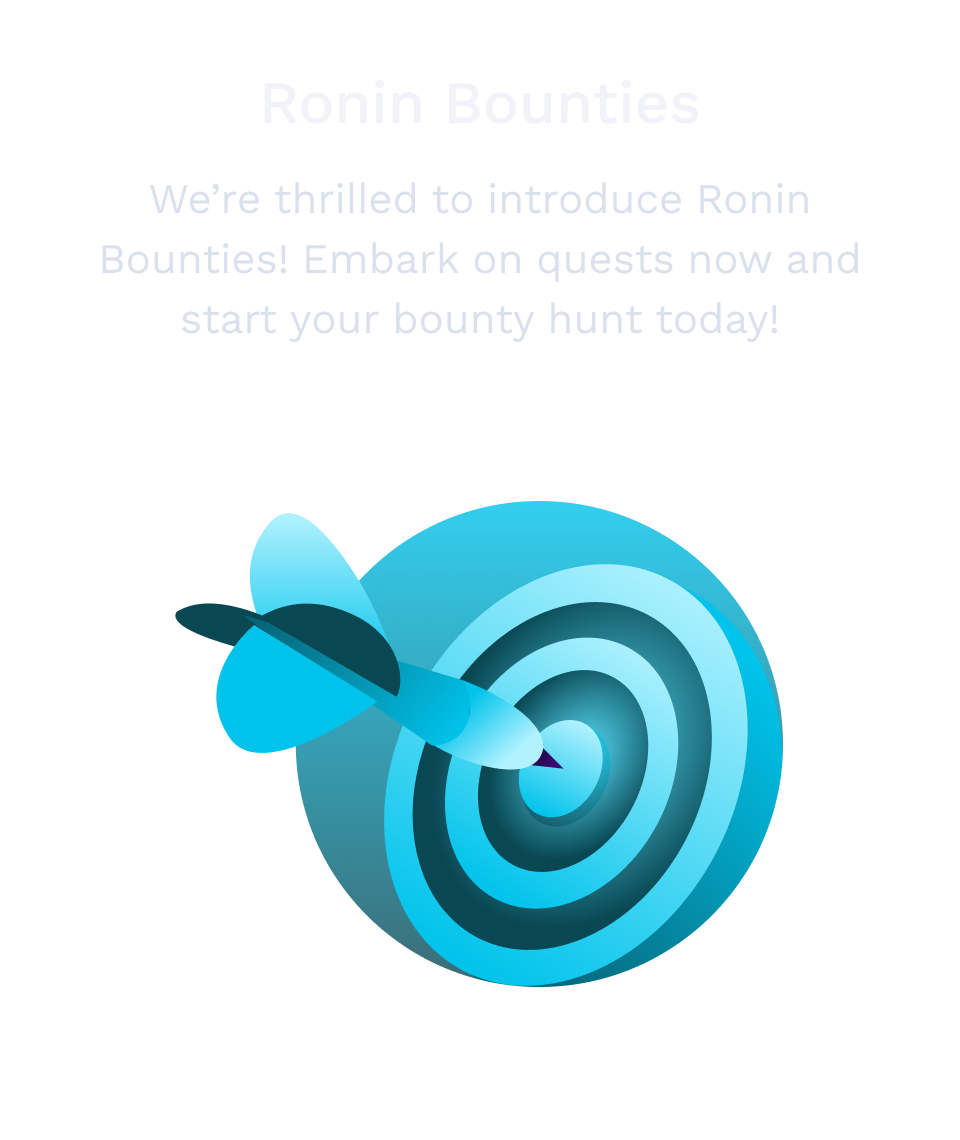 Ronin Bounties
We’re thrilled to introduce Ronin
Bounties! Embark on quests now and
start your bounty hunt today!